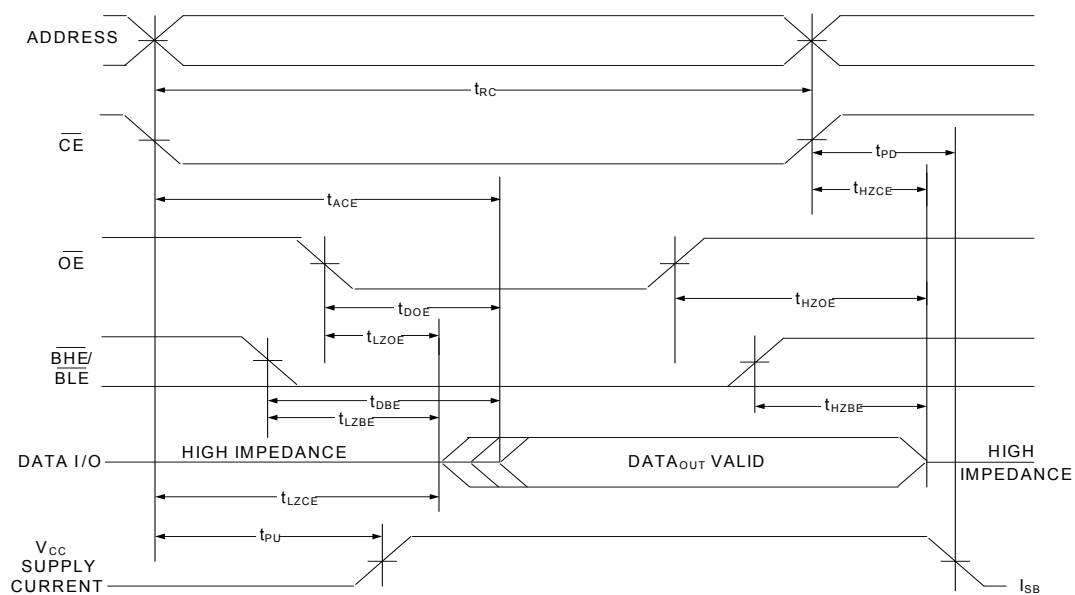 ADDRESS
tRC
CE
tPD
tHZCE
tACE
OE
tHZOE
tDOE
tLZOE
BHE/
BLE
tDBE
tHZBE
tLZBE
DATA I/O
HIGH IMPEDANCE
DATAOUT VALID
HIGH
IMPEDANCE
tLZCE
tPU
VCC
SUPPLY
CURRENT
ISB